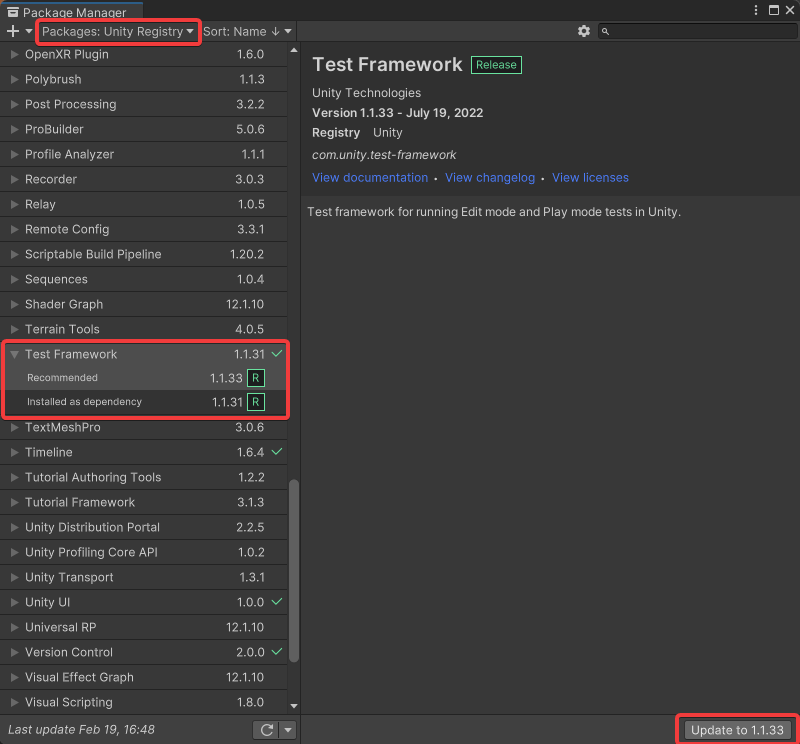 Package Manager
Packages: Unity Registry Sort: Name ↓
OpenXR Plugin 1.6.0
Polybrush 1.1.3
Post Processing 3.2.2
ProBuilder 5.0.6
Profile Analyzer 1.1.1
Recorder 3.0.3
Relay 1.0.5
Remote Config 3.3.1
Scriptable Build Pipeline 1.20.2
Sequences 1.0.4
Shader Graph 12.1.10
Terrain Tools 4.0.5
Test Framework 1.1.31
Recommended 1.1.33 R
Installed as dependency 1.1.31 R
TextMeshPro 3.0.6
Timeline 1.6.4
Tutorial Authoring Tools 1.2.2
Tutorial Framework 3.1.3
Unity Distribution Portal 2.2.5
Unity Profiling Core API 1.0.2
Unity Transport 1.3.1
Unity UI 1.0.0
Universal RP 12.1.10
Version Control 2.0.0
Visual Effect Graph 12.1.10
Visual Scripting 1.8.0
Last update Feb 19, 16:48
Test Framework Release
Unity Technologies
Version 1.1.33 - July 19, 2022
Registry Unity
com.unity.test-framework
View documentation • View changelog • View licenses
Test framework for running Edit mode and Play mode tests in Unity.
Update to 1.1.33